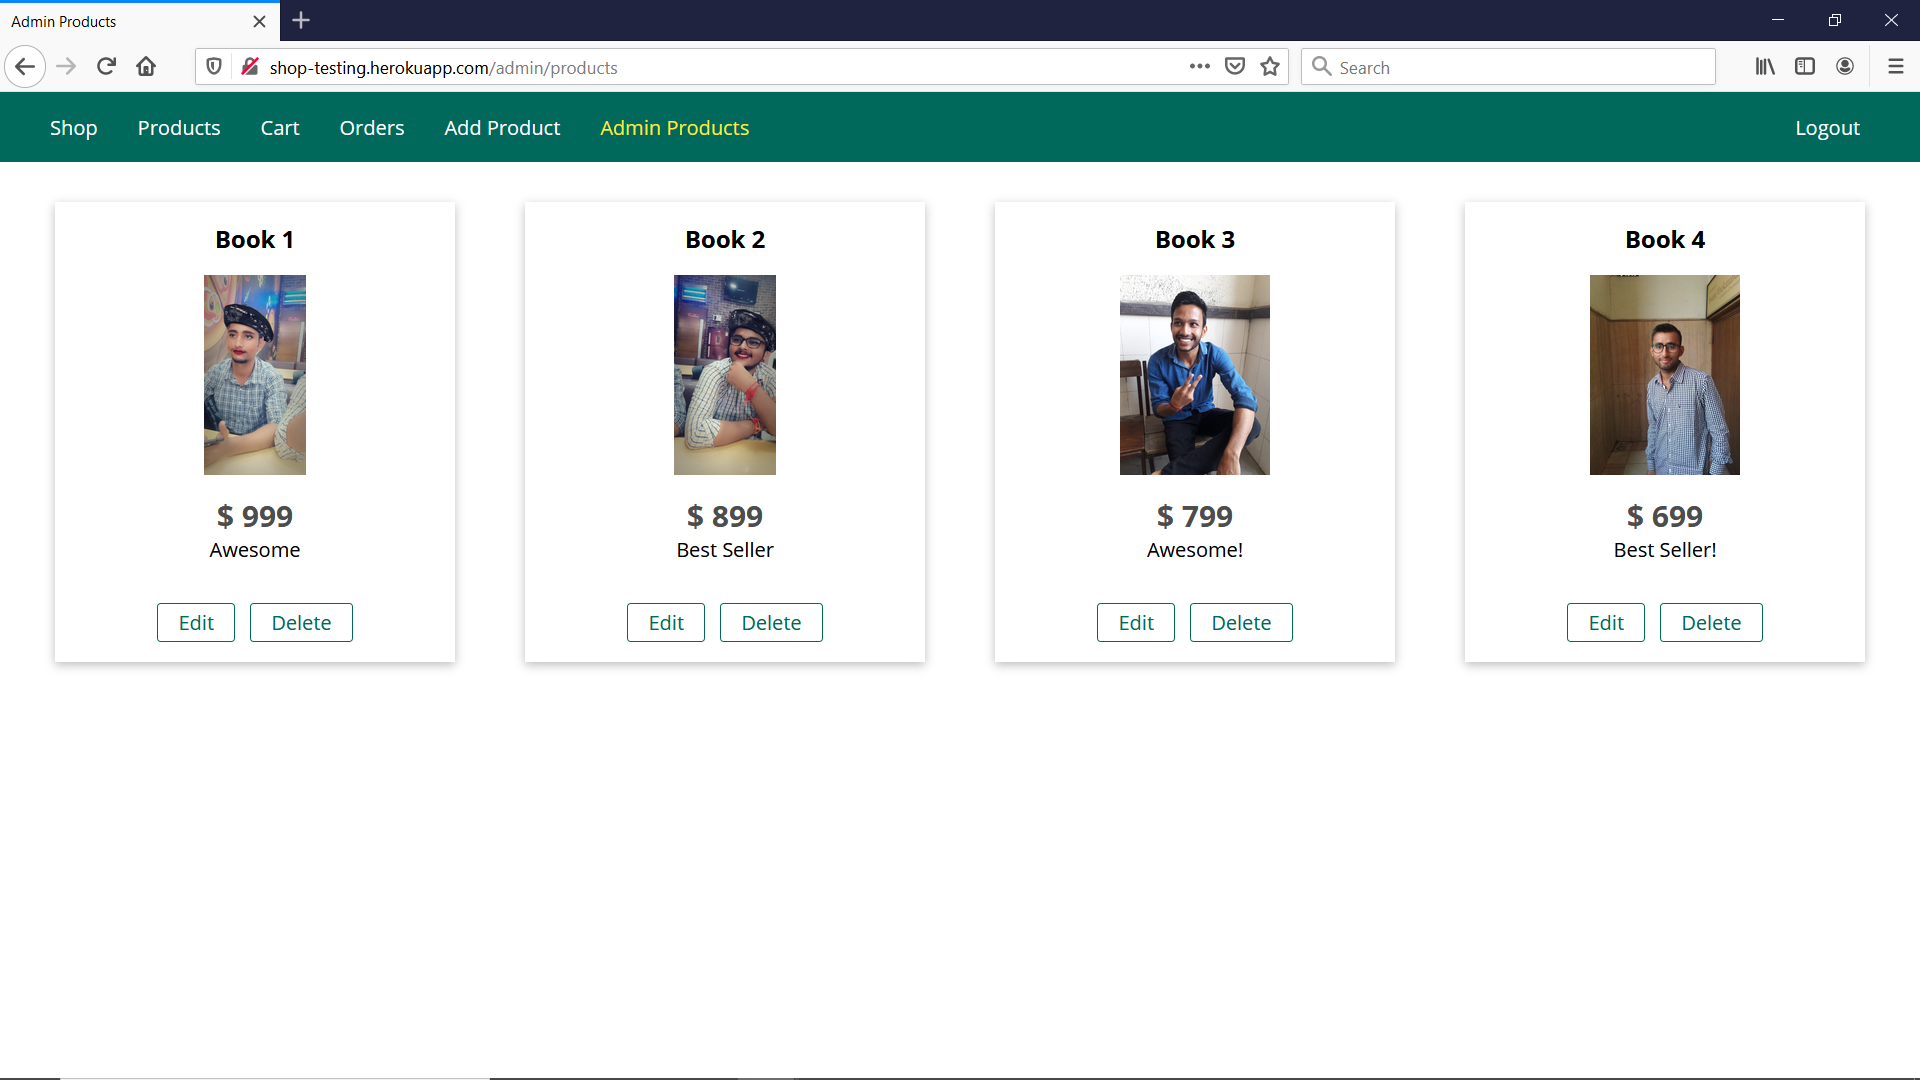 Admin Products
shop-testing.herokuapp.com/admin/products
Search
Shop Products Cart Orders Add Product Admin Products Logout
Book 1
$ 999
Awesome
Edit Delete
Book 2
$ 899
Best Seller
Edit Delete
Book 3
$ 799
Awesome!
Edit Delete
Book 4
$ 699
Best Seller!
Edit Delete